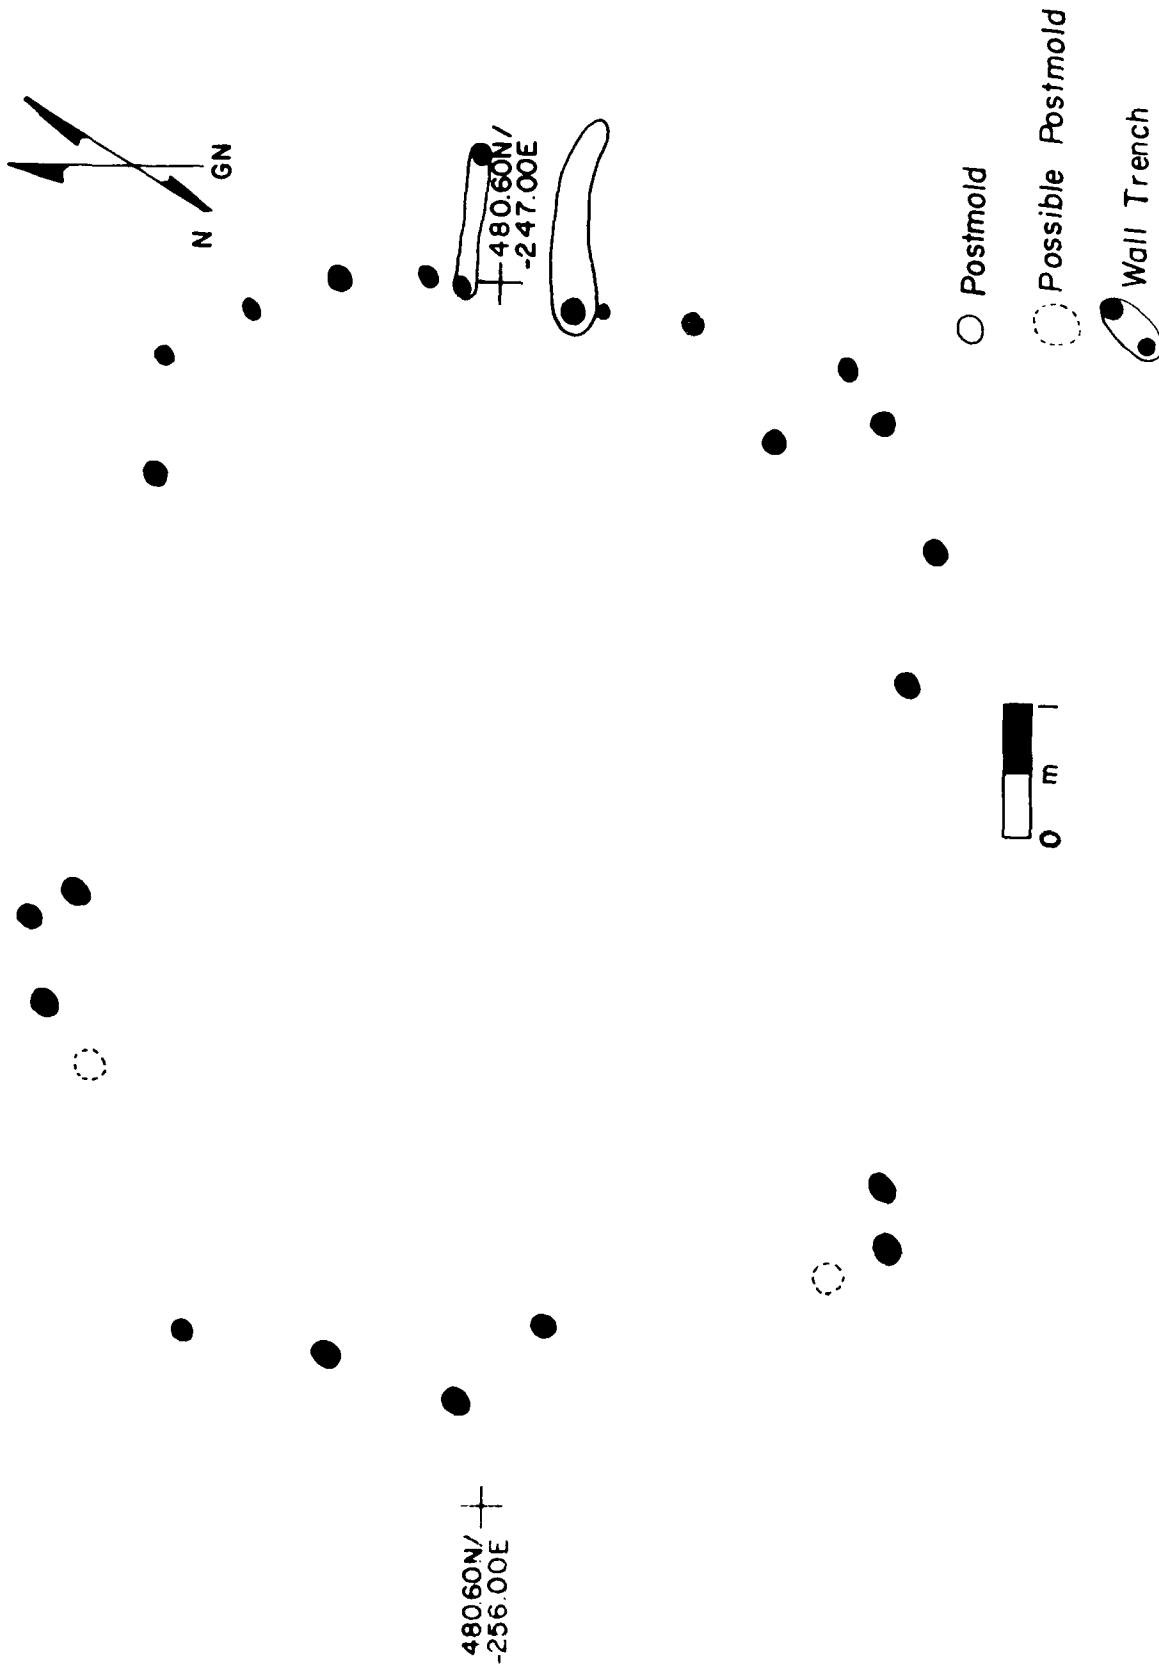 N
GN
480.60N/
-247.00E
Postmold
Possible Postmold
Wall Trench
0 m 1
480.60N/
-256.00E